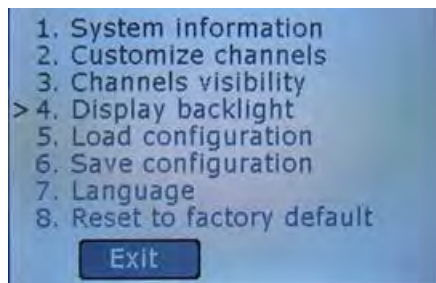 1. System information
2. Customize channels
3. Channels visibility
> 4. Display backlight
5. Load configuration
6. Save configuration
7. Language
8. Reset to factory default
Exit